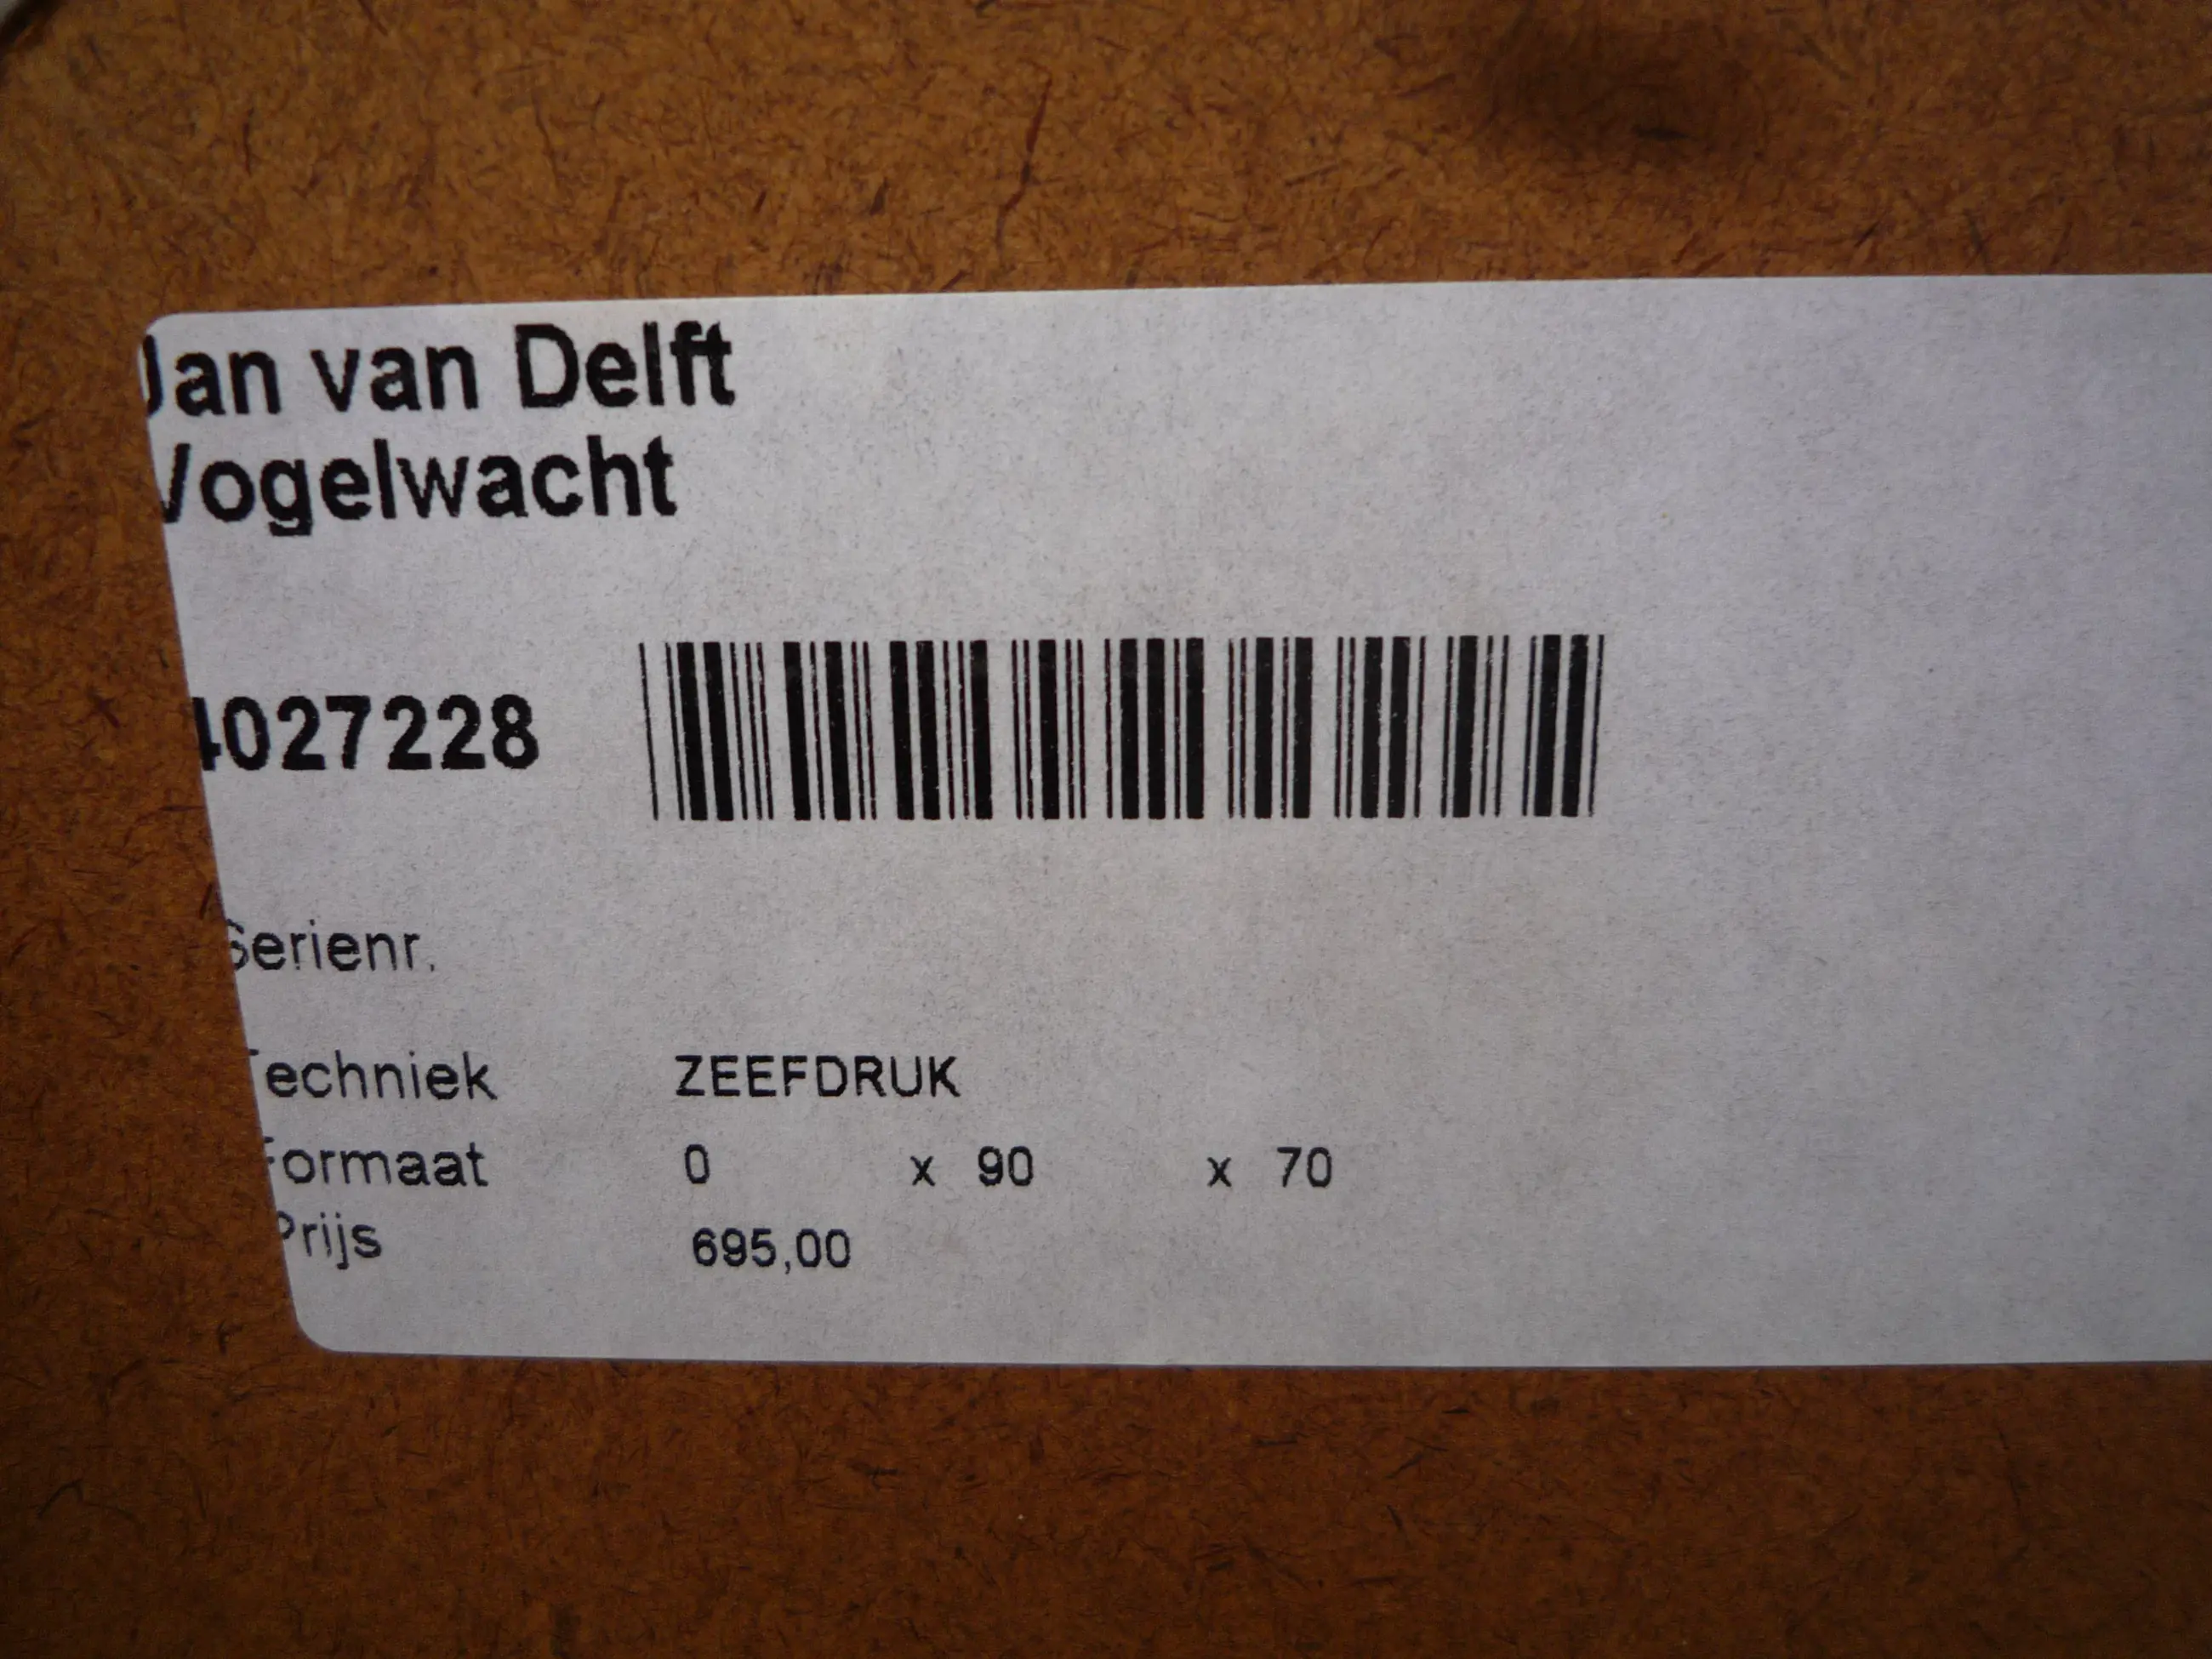 Jan van Delft
Vogelwacht
4027228
Serienr.
Techniek ZEEFDRUK
Formaat 0 x 90 x 70
Prijs 695,00